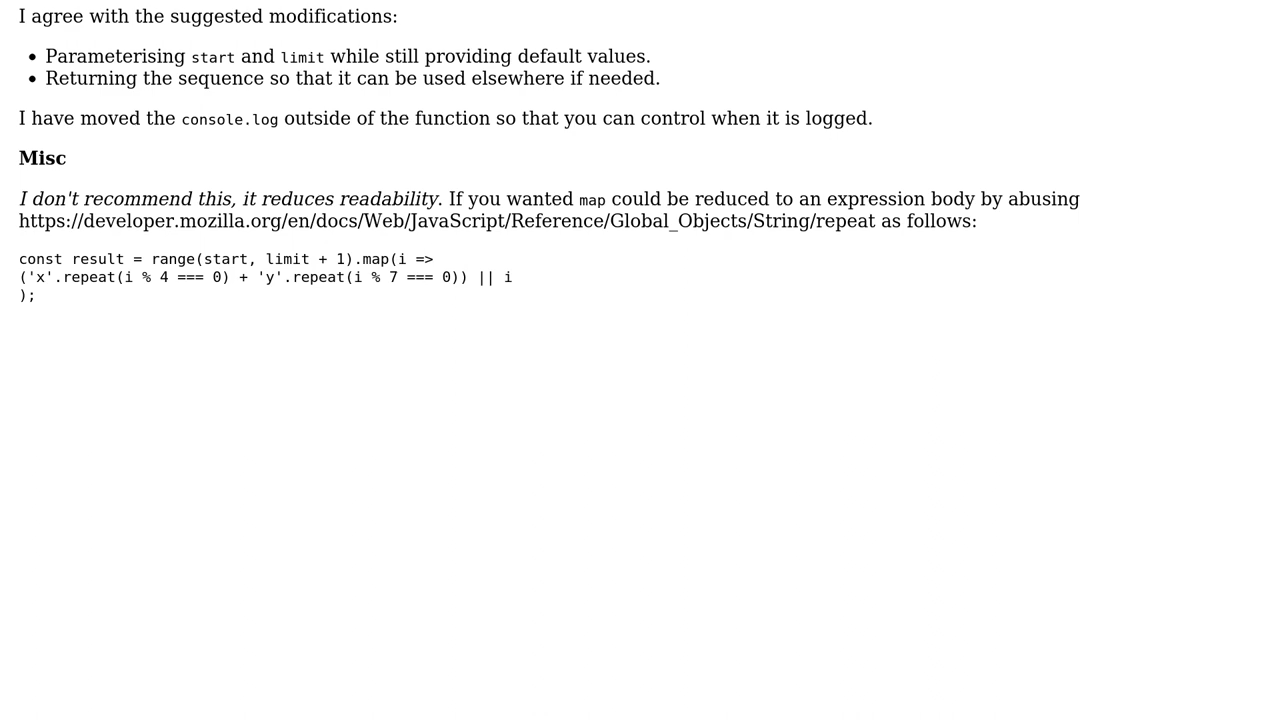 I agree with the suggested modifications:
• Parameterising start and limit while still providing default values.
• Returning the sequence so that it can be used elsewhere if needed.
I have moved the console.log outside of the function so that you can control when it is logged.
Misc
I don't recommend this, it reduces readability. If you wanted map could be reduced to an expression body by abusing
https://developer.mozilla.org/en/docs/Web/JavaScript/Reference/Global_Objects/String/repeat as follows:
const result = range(start, limit + 1).map(i =>
('x'.repeat(i % 4 === 0) + 'y'.repeat(i % 7 === 0)) || i
);